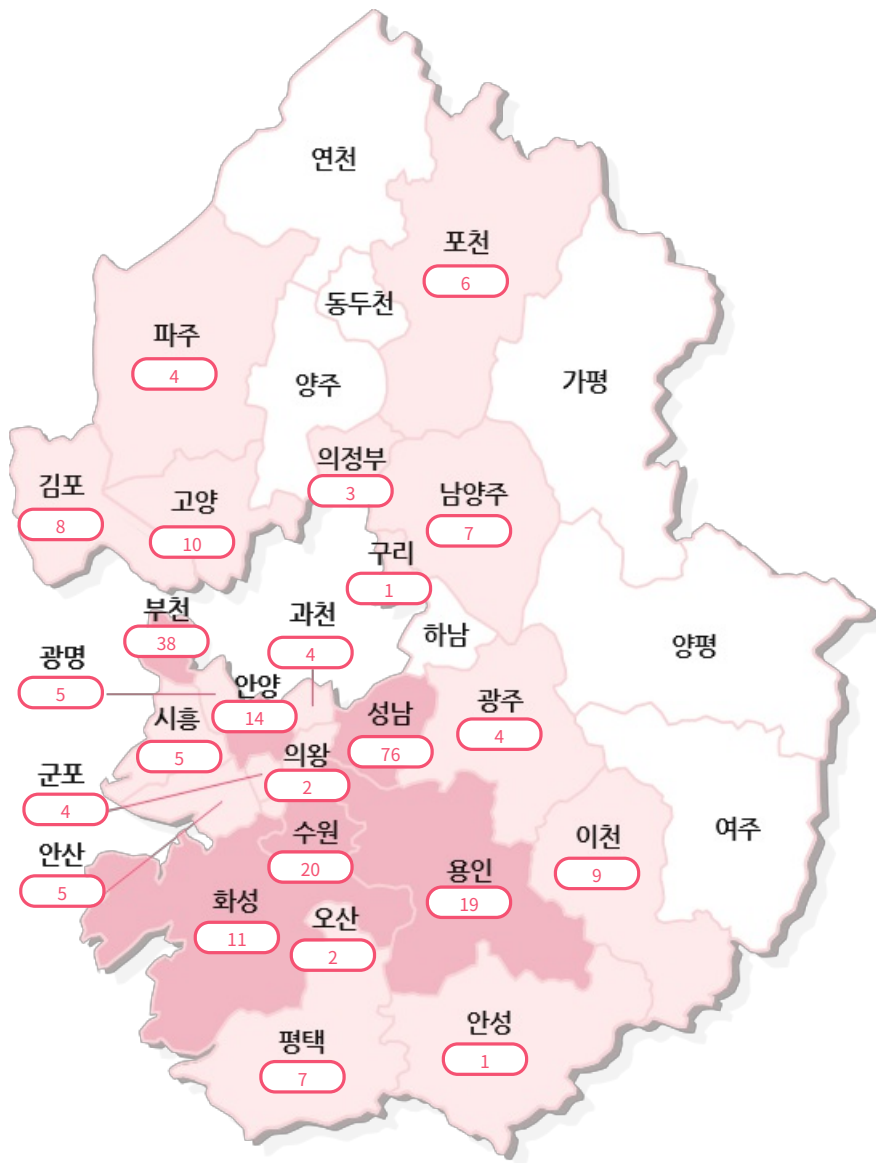 연천
포천
6
동두천
파주
4
양주
가평
의정부
3
김포
8
고양
10
남양주
7
구리
1
부천
38
과천
4
하남
양평
광명
5
안양
14
시흥
5
성남
76
광주
4
의왕
2
군포
4
수원
20
이천
9
여주
안산
5
용인
19
화성
11
오산
2
안성
1
평택
7